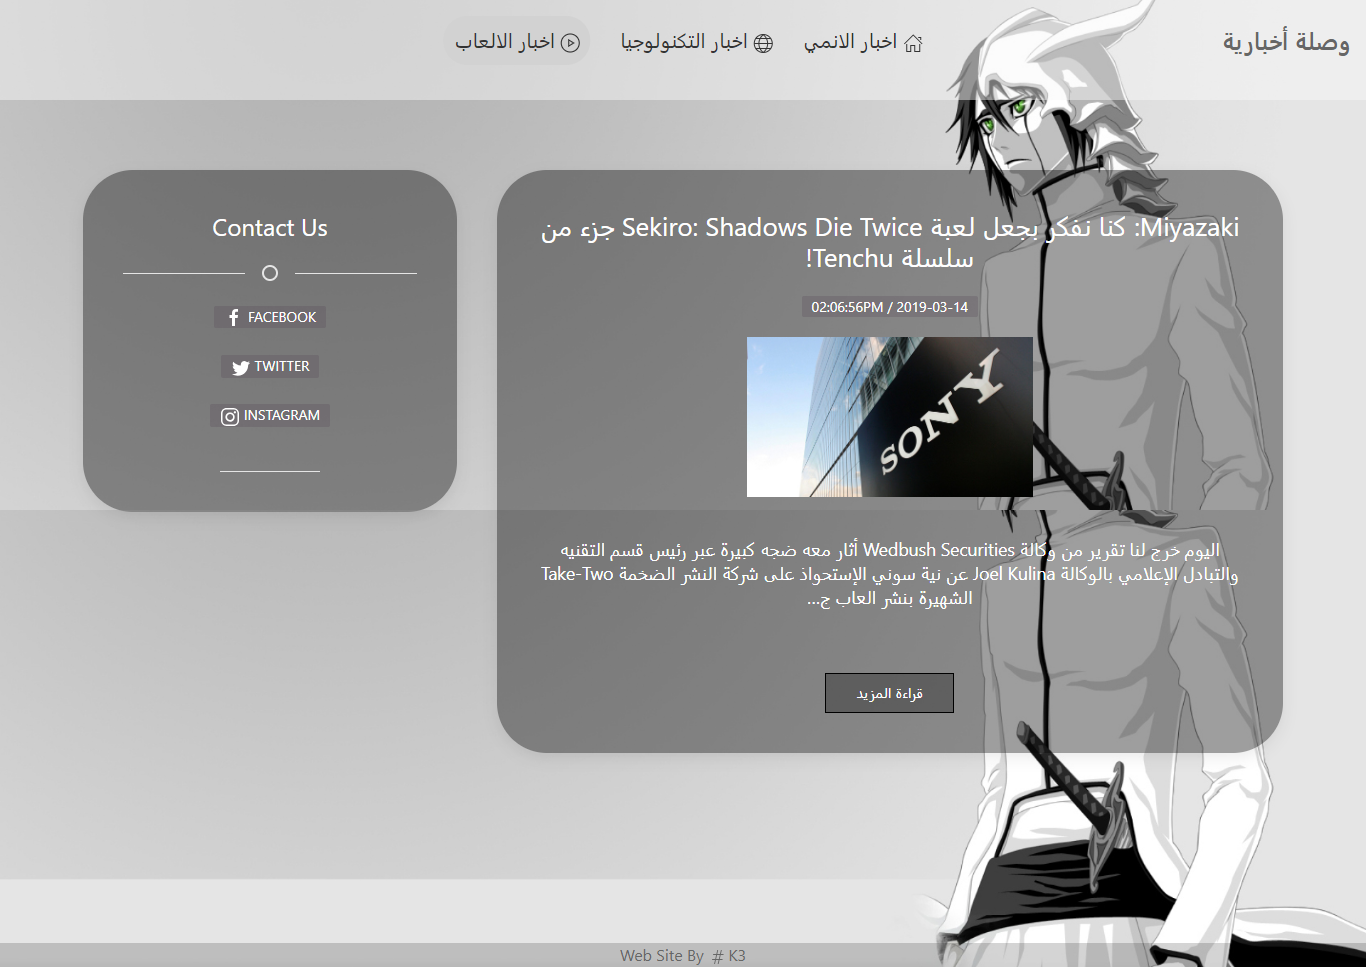 وصلة أخبارية
اخبار الانمي
اخبار التكنولوجيا
اخبار الالعاب
Miyazaki: كنا نفكر بجعل لعبة Sekiro: Shadows Die Twice جزء من
سلسلة Tenchu!
02:06:56PM / 2019-03-14
SONY
اليوم خرج لنا تقرير من وكالة Wedbush Securities أثار معه ضجه كبيرة عبر رئيس قسم التقنيه
والتبادل الإعلامي بالوكالة Joel Kulina عن نية سوني الإستحواذ على شركة النشر الضخمة Take-Two
الشهيرة بنشر العاب ج...
قراءة المزيد
Contact Us
FACEBOOK
TWITTER
INSTAGRAM
Web Site By # K3